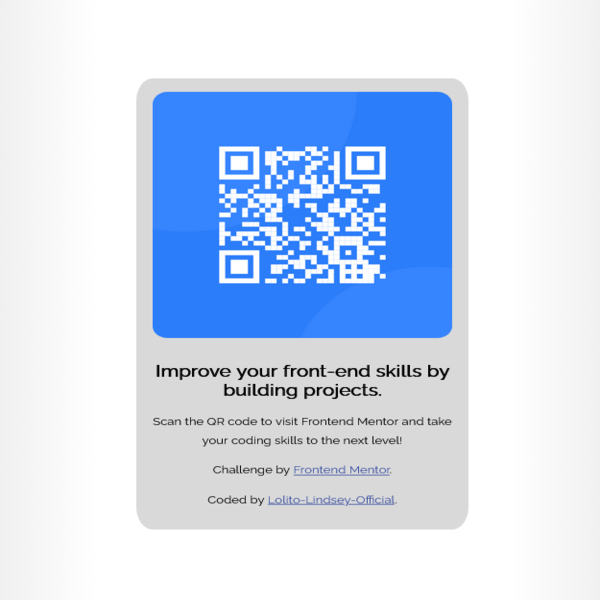 Improve your front-end skills by
building projects.
Scan the QR code to visit Frontend Mentor and take
your coding skills to the next level!
Challenge by Frontend Mentor.
Coded by Lolito-Lindsey-Official.